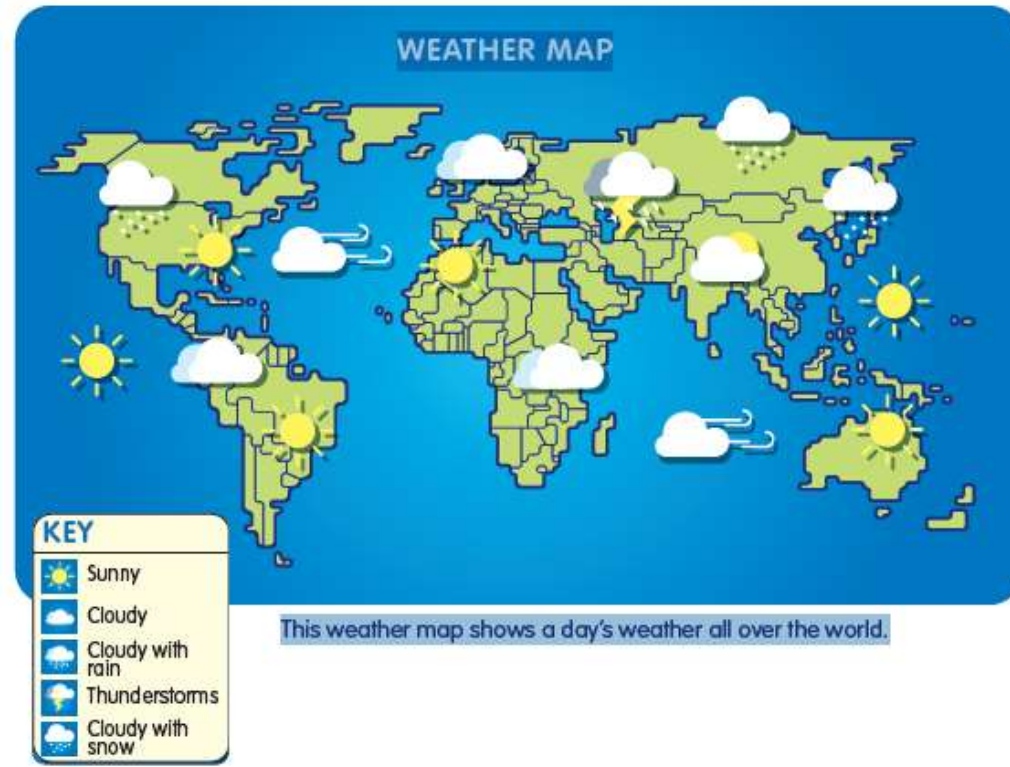 WEATHER MAP
KEY
Sunny
Cloudy
Cloudy with
rain
Thunderstorms
Cloudy with
snow
This weather map shows a day's weather all over the world.